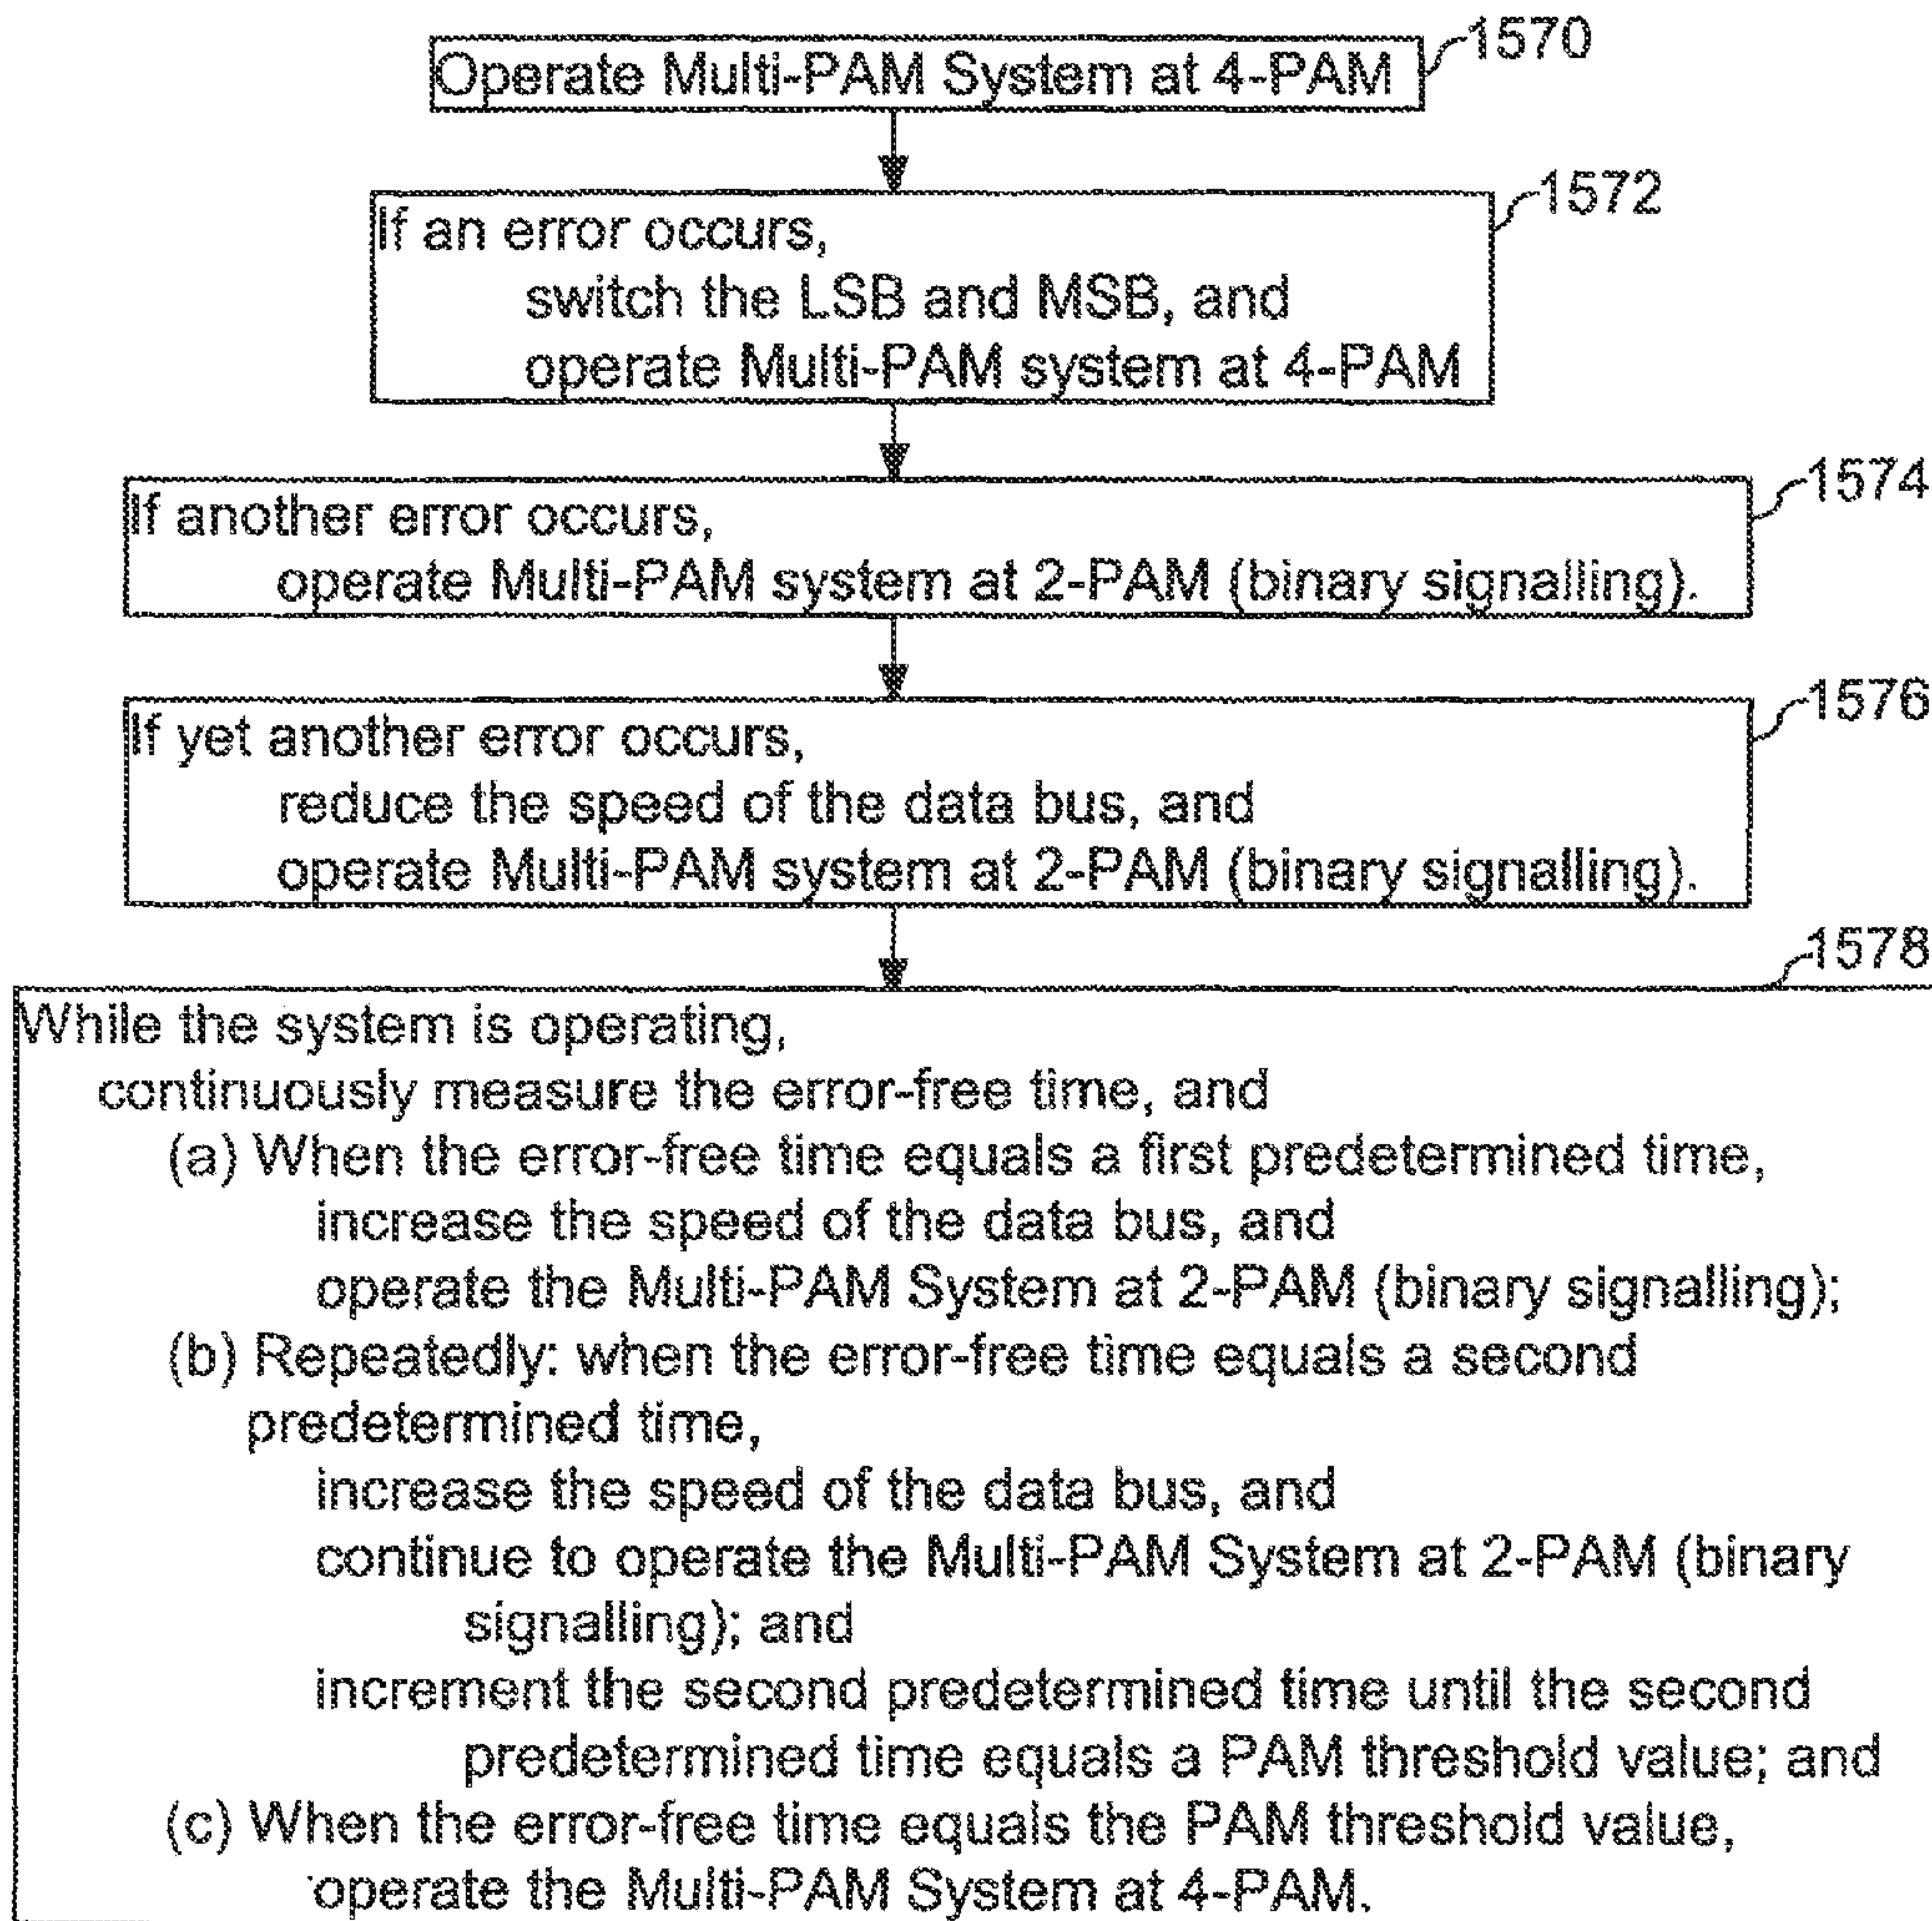 Operate Multi-PAM System at 4-PAM
1570
1572
If an error occurs,
switch the LSB and MSB, and
operate Multi-PAM system at 4-PAM
1574
If another error occurs,
operate Multi-PAM system at 2-PAM (binary signalling).
1576
If yet another error occurs,
reduce the speed of the data bus, and
operate Multi-PAM system at 2-PAM (binary signalling).
1578
While the system is operating,
continuously measure the error-free time, and
(a) When the error-free time equals a first predetermined time,
increase the speed of the data bus, and
operate the Multi-PAM System at 2-PAM (binary signalling);
(b) Repeatedly: when the error-free time equals a second
predetermined time,
increase the speed of the data bus, and
continue to operate the Multi-PAM System at 2-PAM (binary
signalling); and
increment the second predetermined time until the second
predetermined time equals a PAM threshold value; and
(c) When the error-free time equals the PAM threshold value,
operate the Multi-PAM System at 4-PAM.